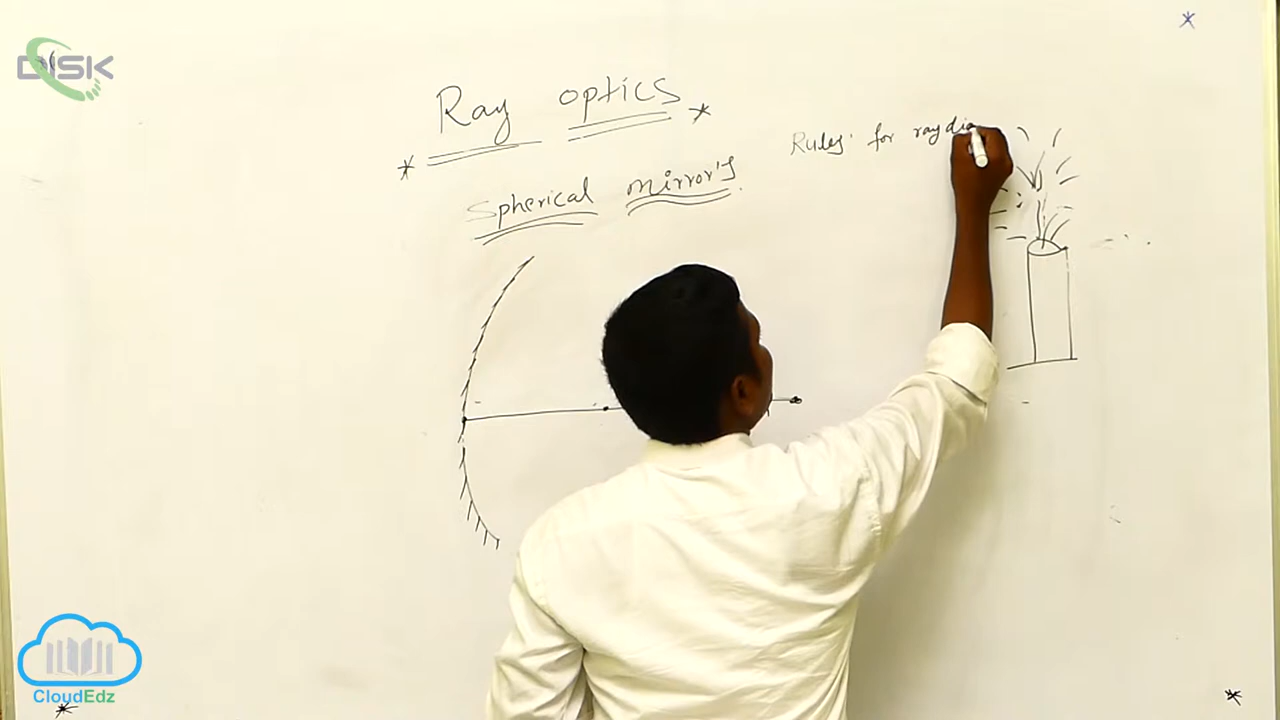 DISK
Ray optics
Rules for ray dia
Spherical mirror's
CloudEdz